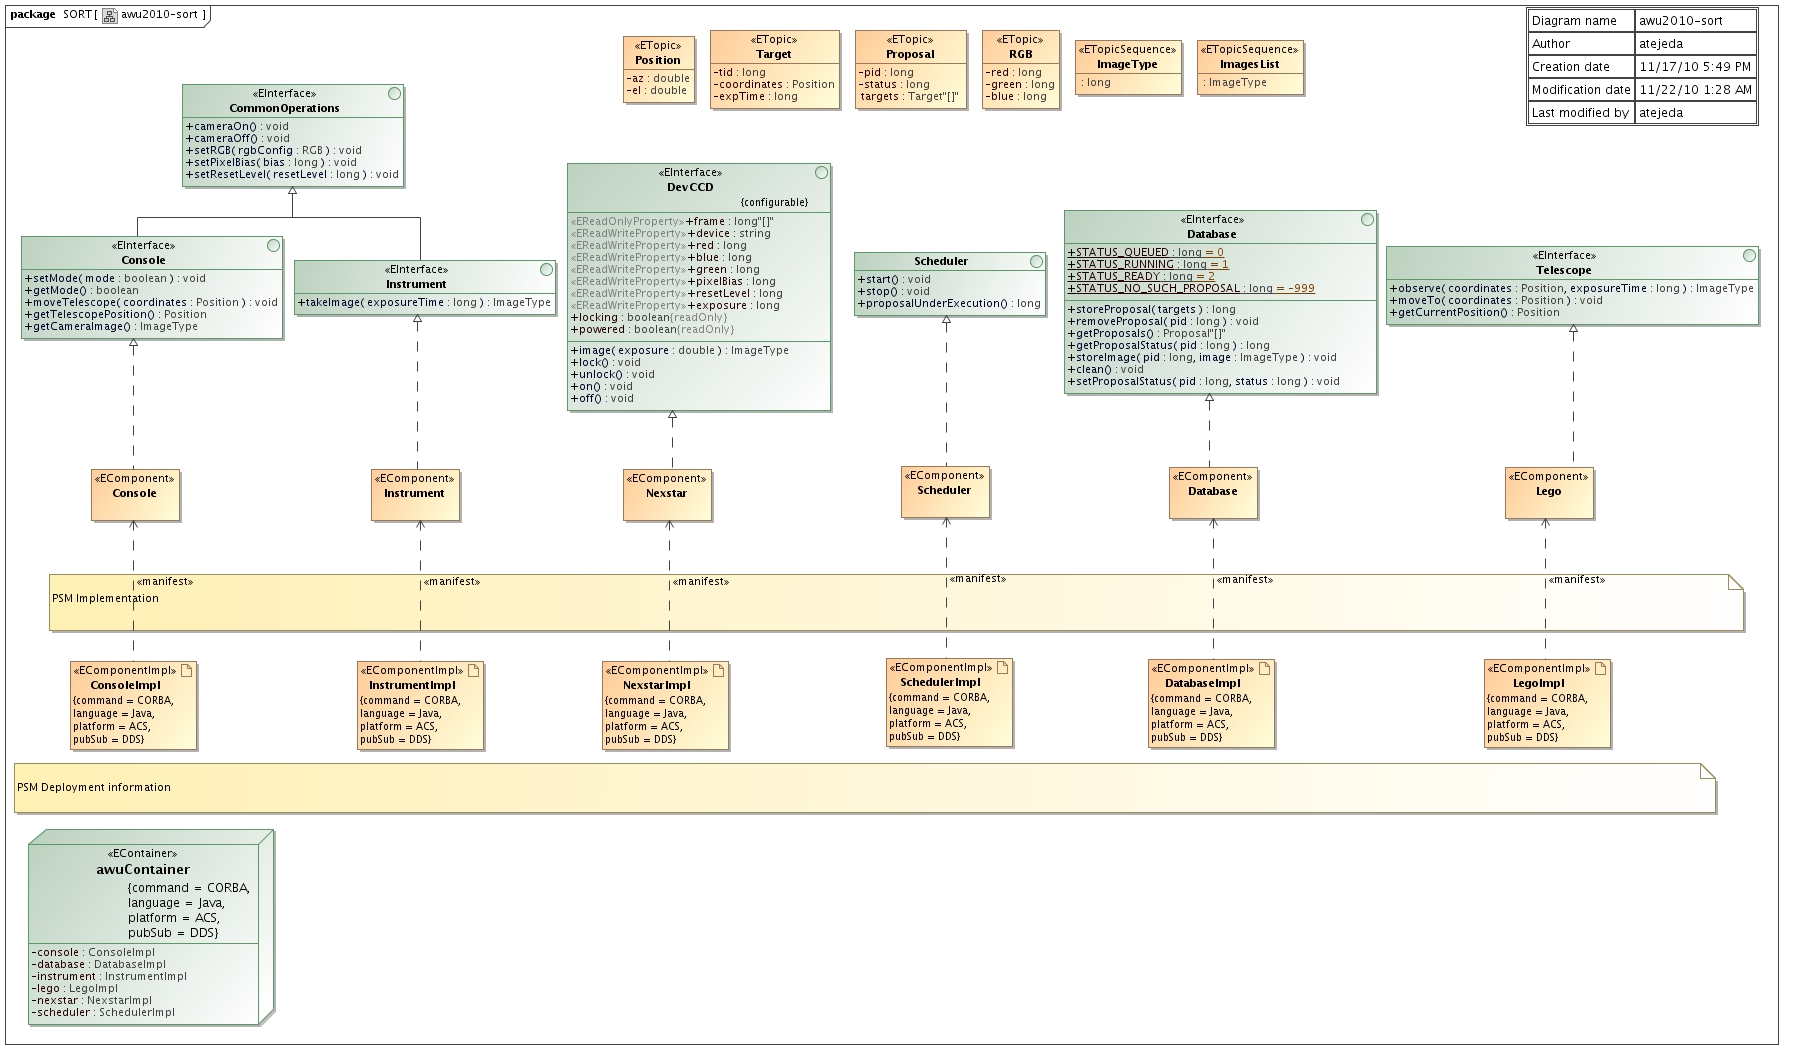 package SORT [ awu2010-sort ]
Diagram name awu2010-sort
Author atejeda
Creation date 11/17/10 5:49 PM
Modification date 11/22/10 1:28 AM
Last modified by atejeda
«ETopic»
Position
-az : double
-el : double
«ETopic»
Target
-tid : long
-coordinates : Position
-expTime : long
«ETopic»
Proposal
-pid : long
-status : long
targets : Target"[]"
«ETopic»
RGB
-red : long
-green : long
-blue : long
«ETopicSequence»
ImageType
: long
«ETopicSequence»
ImagesList
: ImageType
«EInterface»
CommonOperations
+cameraOn() : void
+cameraOff() : void
+setRGB( rgbConfig : RGB ) : void
+setPixelBias( bias : long ) : void
+setResetLevel( resetLevel : long ) : void
«EInterface»
Console
+setMode( mode : boolean ) : void
+getMode() : boolean
+moveTelescope( coordinates : Position ) : void
+getTelescopePosition() : Position
+getCameraImage() : ImageType
«EInterface»
Instrument
+takeImage( exposureTime : long ) : ImageType
«EInterface»
DevCCD
{configurable}
«EReadOnlyProperty»+frame : long"[]"
«EReadWriteProperty»+device : string
«EReadWriteProperty»+red : long
«EReadWriteProperty»+blue : long
«EReadWriteProperty»+green : long
«EReadWriteProperty»+pixelBias : long
«EReadWriteProperty»+resetLevel : long
«EReadWriteProperty»+exposure : long
+locking : boolean{readOnly}
+powered : boolean{readOnly}
+image( exposure : double ) : ImageType
+lock() : void
+unlock() : void
+on() : void
+off() : void
Scheduler
+start() : void
+stop() : void
+proposalUnderExecution() : long
«EInterface»
Database
+STATUS_QUEUED : long = 0
+STATUS_RUNNING : long = 1
+STATUS_READY : long = 2
+STATUS_NO_SUCH_PROPOSAL : long = -999
+storeProposal( targets ) : long
+removeProposal( pid : long ) : void
+getProposals() : Proposal"[]"
+getProposalStatus( pid : long ) : long
+storeImage( pid : long, image : ImageType ) : void
+clean() : void
+setProposalStatus( pid : long, status : long ) : void
«EInterface»
Telescope
+observe( coordinates : Position, exposureTime : long ) : ImageType
+moveTo( coordinates : Position ) : void
+getCurrentPosition() : Position
«EComponent»
Console
«EComponent»
Instrument
«EComponent»
Nexstar
«EComponent»
Scheduler
«EComponent»
Database
«EComponent»
Lego
«manifest»
«manifest»
«manifest»
«manifest»
«manifest»
«manifest»
PSM Implementation
«EComponentImpl»
ConsoleImpl
{command = CORBA,
language = Java,
platform = ACS,
pubSub = DDS}
«EComponentImpl»
InstrumentImpl
{command = CORBA,
language = Java,
platform = ACS,
pubSub = DDS}
«EComponentImpl»
NexstarImpl
{command = CORBA,
language = Java,
platform = ACS,
pubSub = DDS}
«EComponentImpl»
SchedulerImpl
{command = CORBA,
language = Java,
platform = ACS,
pubSub = DDS}
«EComponentImpl»
DatabaseImpl
{command = CORBA,
language = Java,
platform = ACS,
pubSub = DDS}
«EComponentImpl»
LegoImpl
{command = CORBA,
language = Java,
platform = ACS,
pubSub = DDS}
PSM Deployment information
«EContainer»
awuContainer
{command = CORBA,
language = Java,
platform = ACS,
pubSub = DDS}
-console : ConsoleImpl
-database : DatabaseImpl
-instrument : InstrumentImpl
-lego : LegoImpl
-nexstar : NexstarImpl
-scheduler : SchedulerImpl